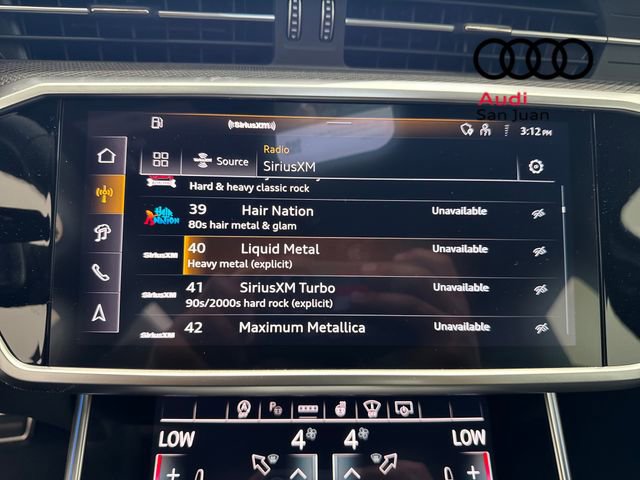 Audi
San Juan
((SiriusXM))
3:12 PM
Radio
Source
SiriusXM
Hard & heavy classic rock
39 Hair Nation Unavailable
HAIR NATION
80s hair metal & glam
40 Liquid Metal Unavailable
SiriusXM
Heavy metal (explicit)
41 SiriusXM Turbo Unavailable
SiriusXM
90s/2000s hard rock (explicit)
42 Maximum Metallica Unavailable
SiriusXM
LOW 4 4 LOW
+ +